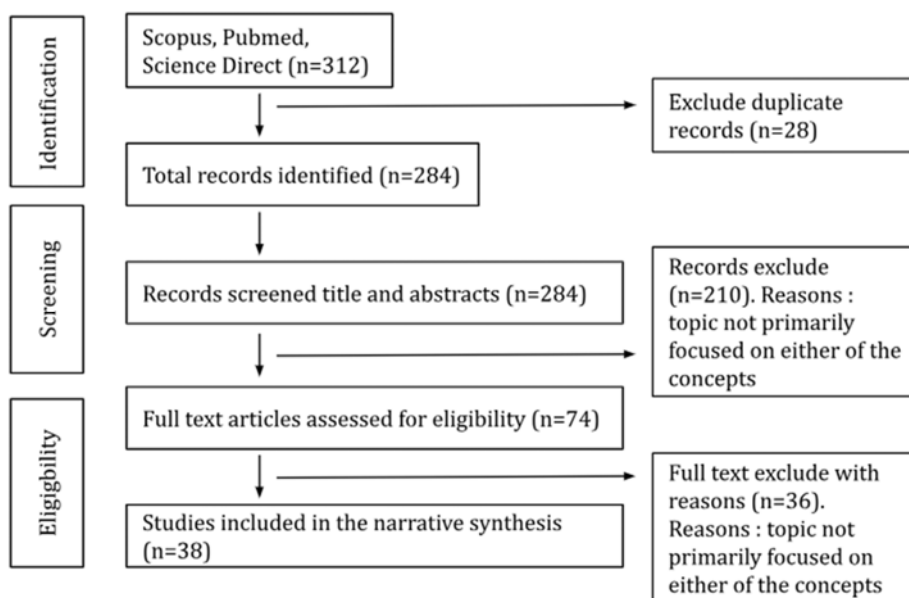 Identification
Scopus, Pubmed,
Science Direct (n=312)
Exclude duplicate
records (n=28)
Total records identified (n=284)
Screening
Records screened title and abstracts (n=284)
Records exclude
(n=210). Reasons :
topic not primarily
focused on either of the
concepts
Eligigbility
Full text articles assessed for eligibility (n=74)
Full text exclude with
reasons (n=36).
Reasons : topic not
primarily focused on
either of the concepts
Studies included in the narrative synthesis
(n=38)